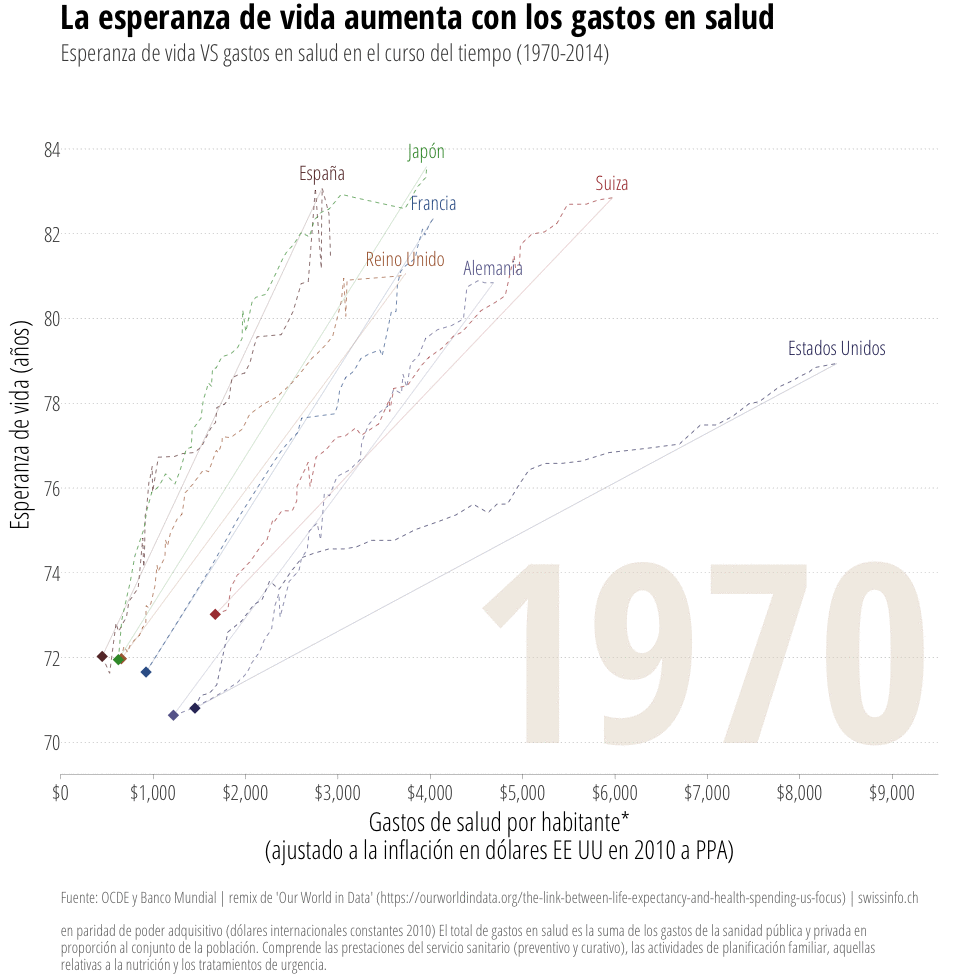 La esperanza de vida aumenta con los gastos en salud
Esperanza de vida VS gastos en salud en el curso del tiempo (1970-2014)
84
Japón
España
Suiza
Francia
82
Reino Unido
Alemania
80
Estados Unidos
78
76
74
72
70
Esperanza de vida (años)
1970
$0 $1,000 $2,000 $3,000 $4,000 $5,000 $6,000 $7,000 $8,000 $9,000
Gastos de salud por habitante*
(ajustado a la inflación en dólares EE UU en 2010 a PPA)
Fuente: OCDE y Banco Mundial | remix de 'Our World in Data' (https://ourworldindata.org/the-link-between-life-expectancy-and-health-spending-us-focus) | swissinfo.ch
en paridad de poder adquisitivo (dólares internacionales constantes 2010) El total de gastos en salud es la suma de los gastos de la sanidad pública y privada en
proporción al conjunto de la población. Comprende las prestaciones del servicio sanitario (preventivo y curativo), las actividades de planificación familiar, aquellas
relativas a la nutrición y los tratamientos de urgencia.